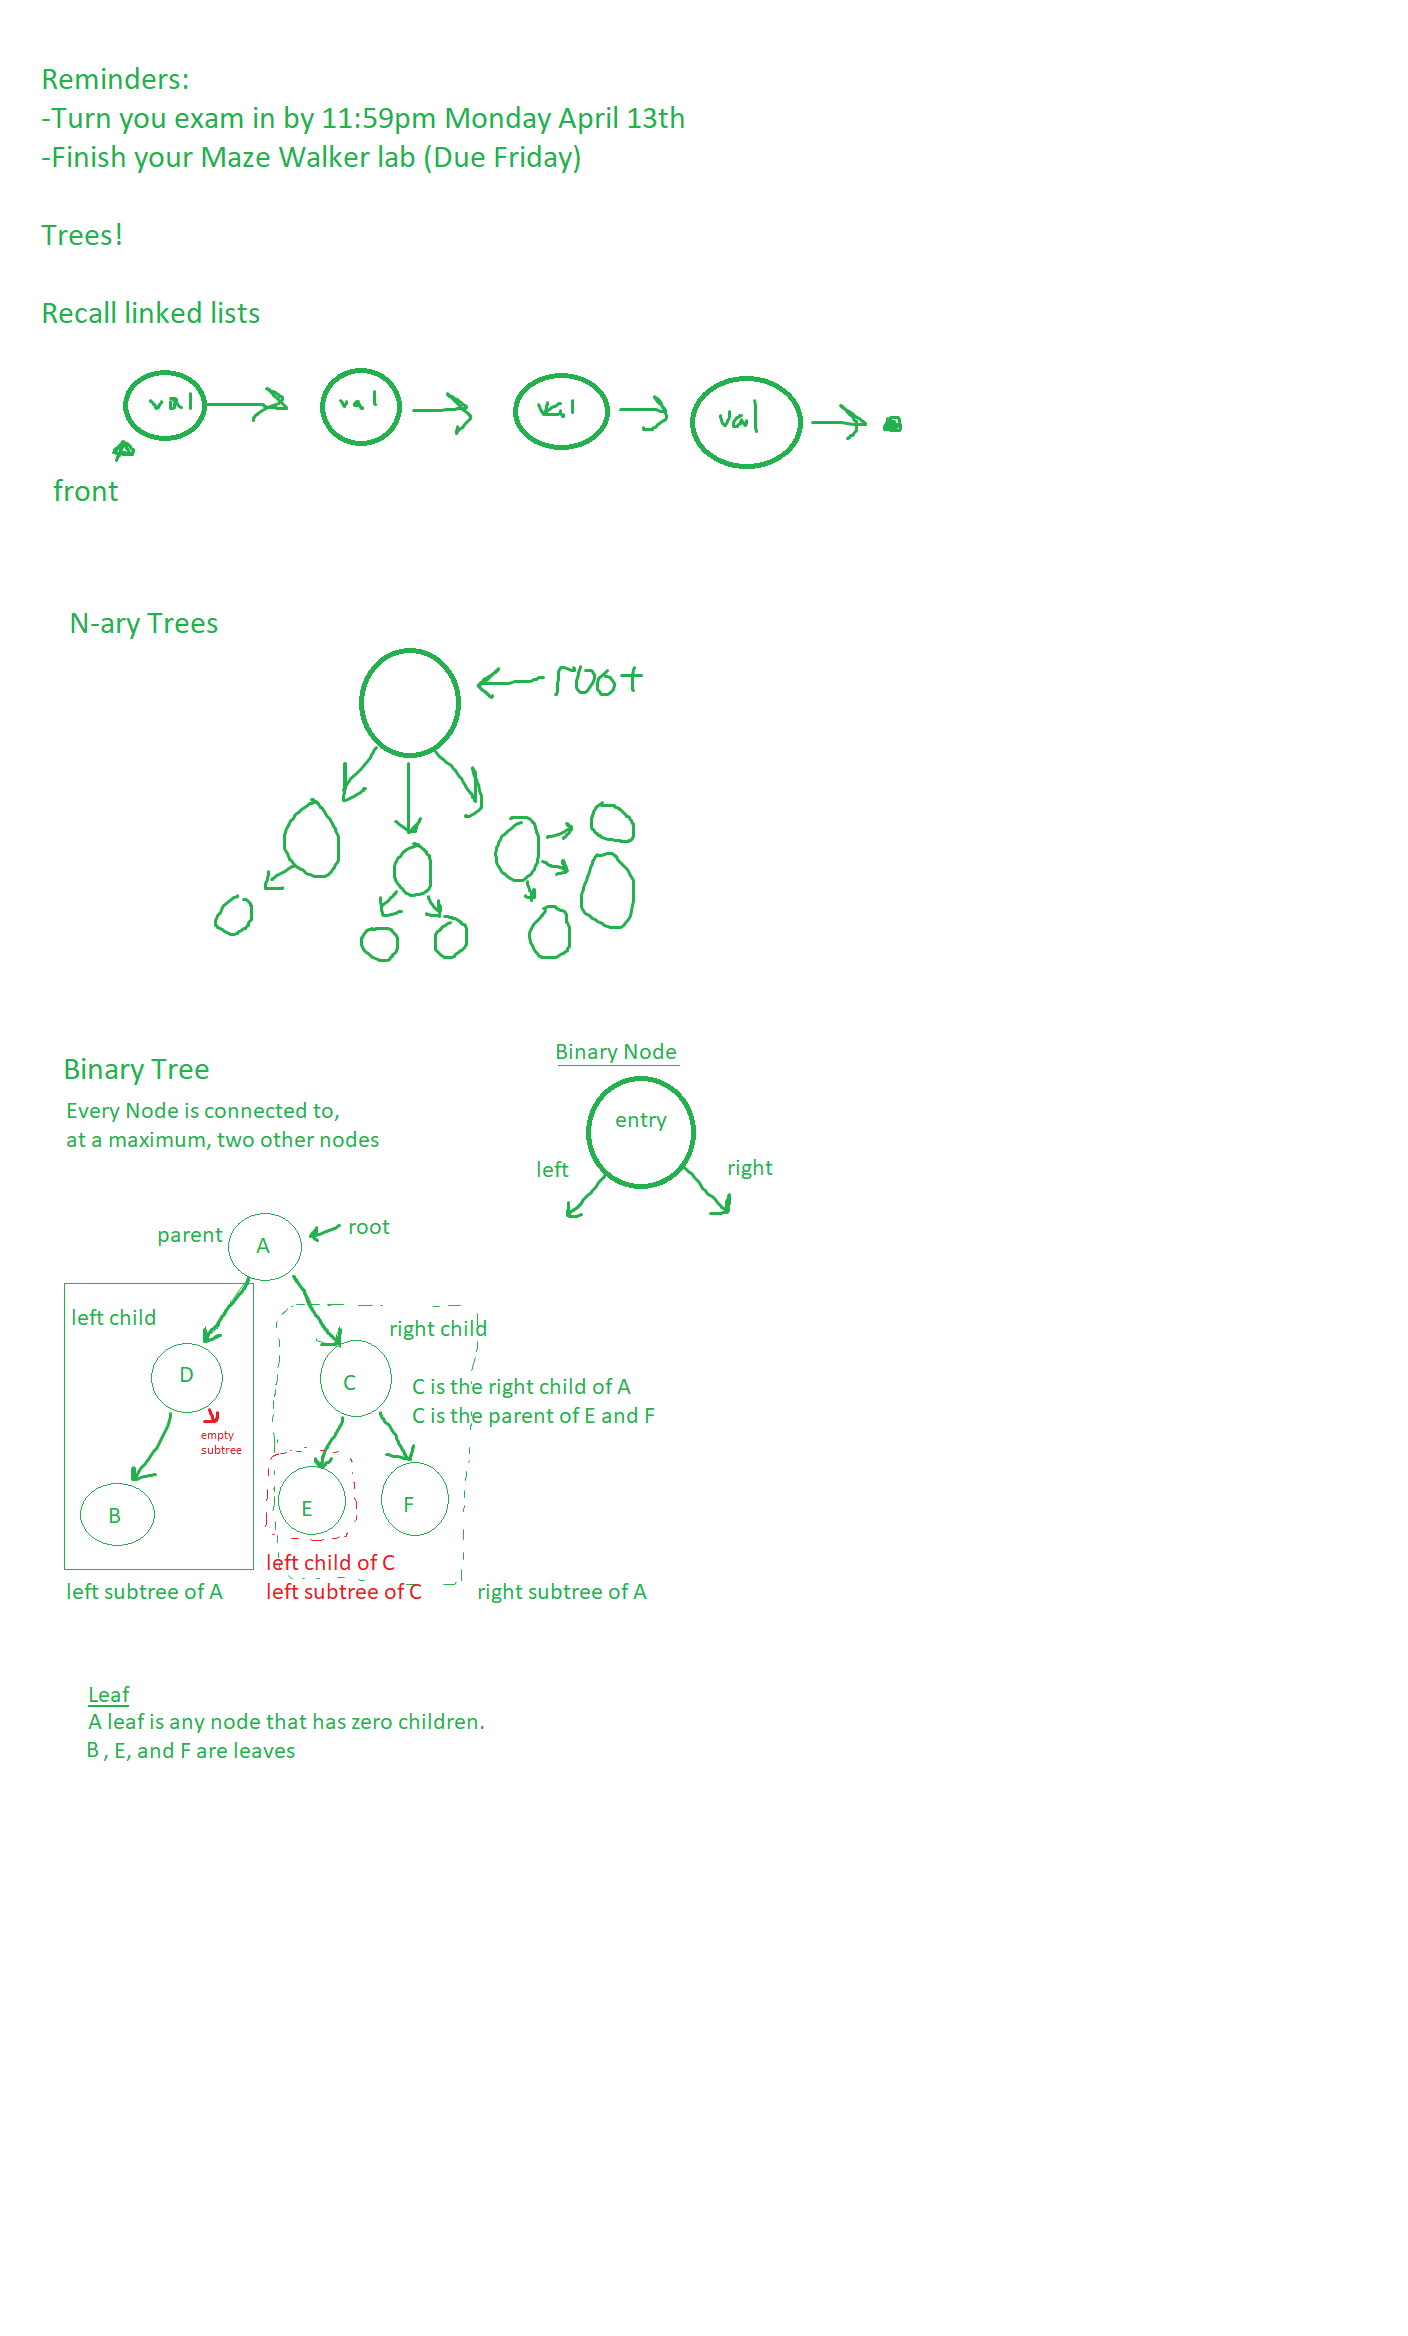 Reminders:
-Turn you exam in by 11:59pm Monday April 13th
-Finish your Maze Walker lab (Due Friday)
Trees!
Recall linked lists
val val val val
front
N-ary Trees
root
Binary Tree
Every Node is connected to,
at a maximum, two other nodes
Binary Node
entry
left right
parent A root
left child
right child
D
C
C is the right child of A
C is the parent of E and F
empty
subtree
B
E
F
left child of C
left subtree of A
left subtree of C
right subtree of A
Leaf
A leaf is any node that has zero children.
B , E, and F are leaves